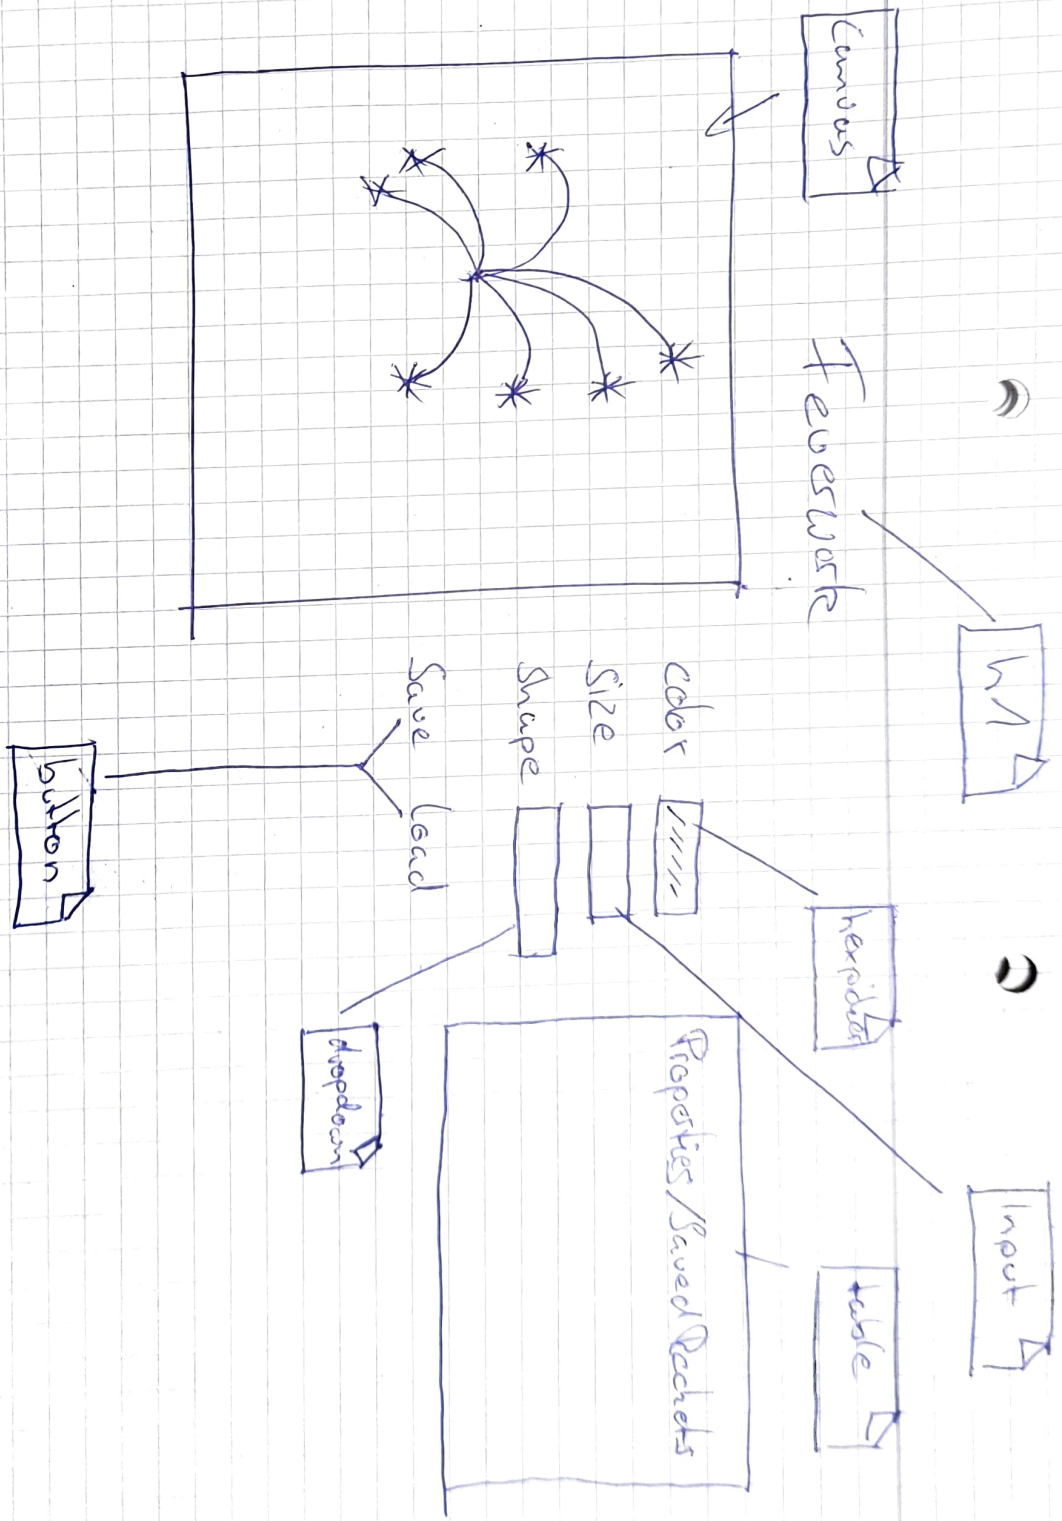 Canvas
Feuerwerk
h1
Color
hexpicker
Size
Input
Shape
dropdown
Save Load
button
Properties/Saved Rockets
table